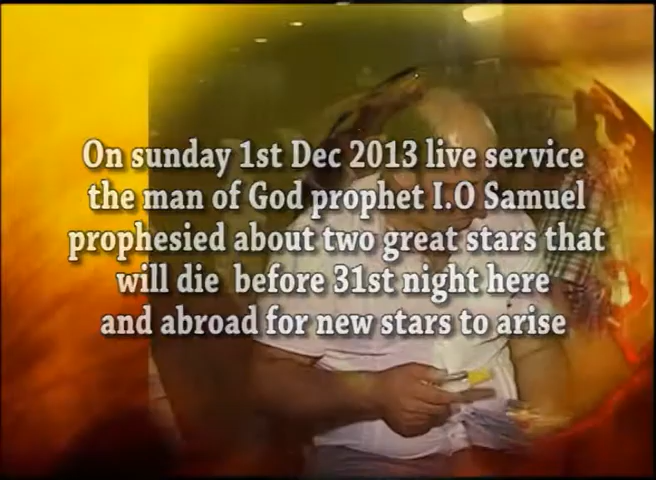 On sunday 1st Dec 2013 live service
the man of God prophet I.O Samuel
prophesied about two great stars that
will die before 31st night here
and abroad for new stars to arise